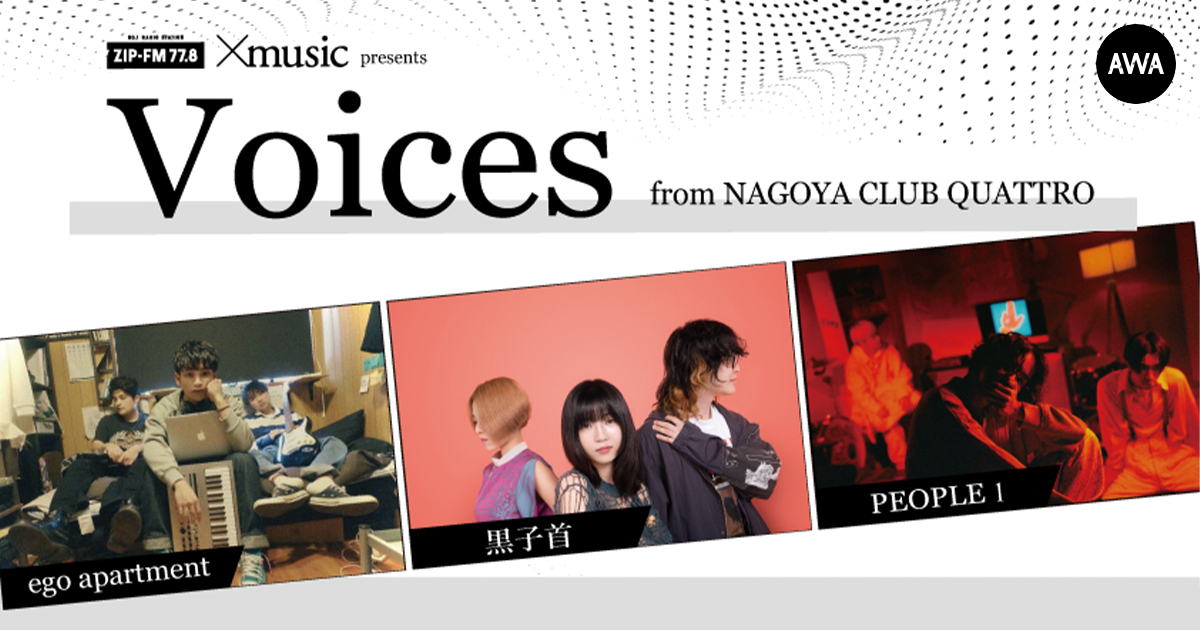 ZIP-FM 77.8
×music presents
AWA
Voices
from NAGOYA CLUB QUATTRO
ego apartment
黒子首
PEOPLE 1